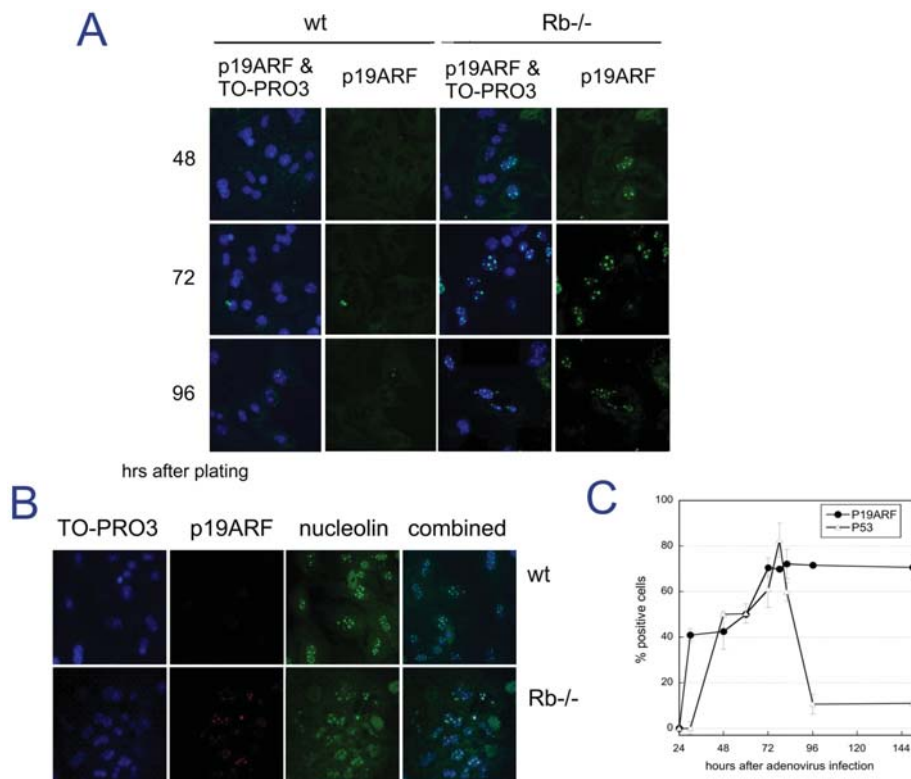 A
wt Rb-/-
p19ARF & TO-PRO3 p19ARF p19ARF & TO-PRO3 p19ARF
48
72
96
hrs after plating
B
TO-PRO3 p19ARF nucleolin combined
wt
Rb-/-
C
P19ARF
P53
% positive cells
100
80
60
40
20
0
24 48 72 96 120 144
hours after adenovirus infection